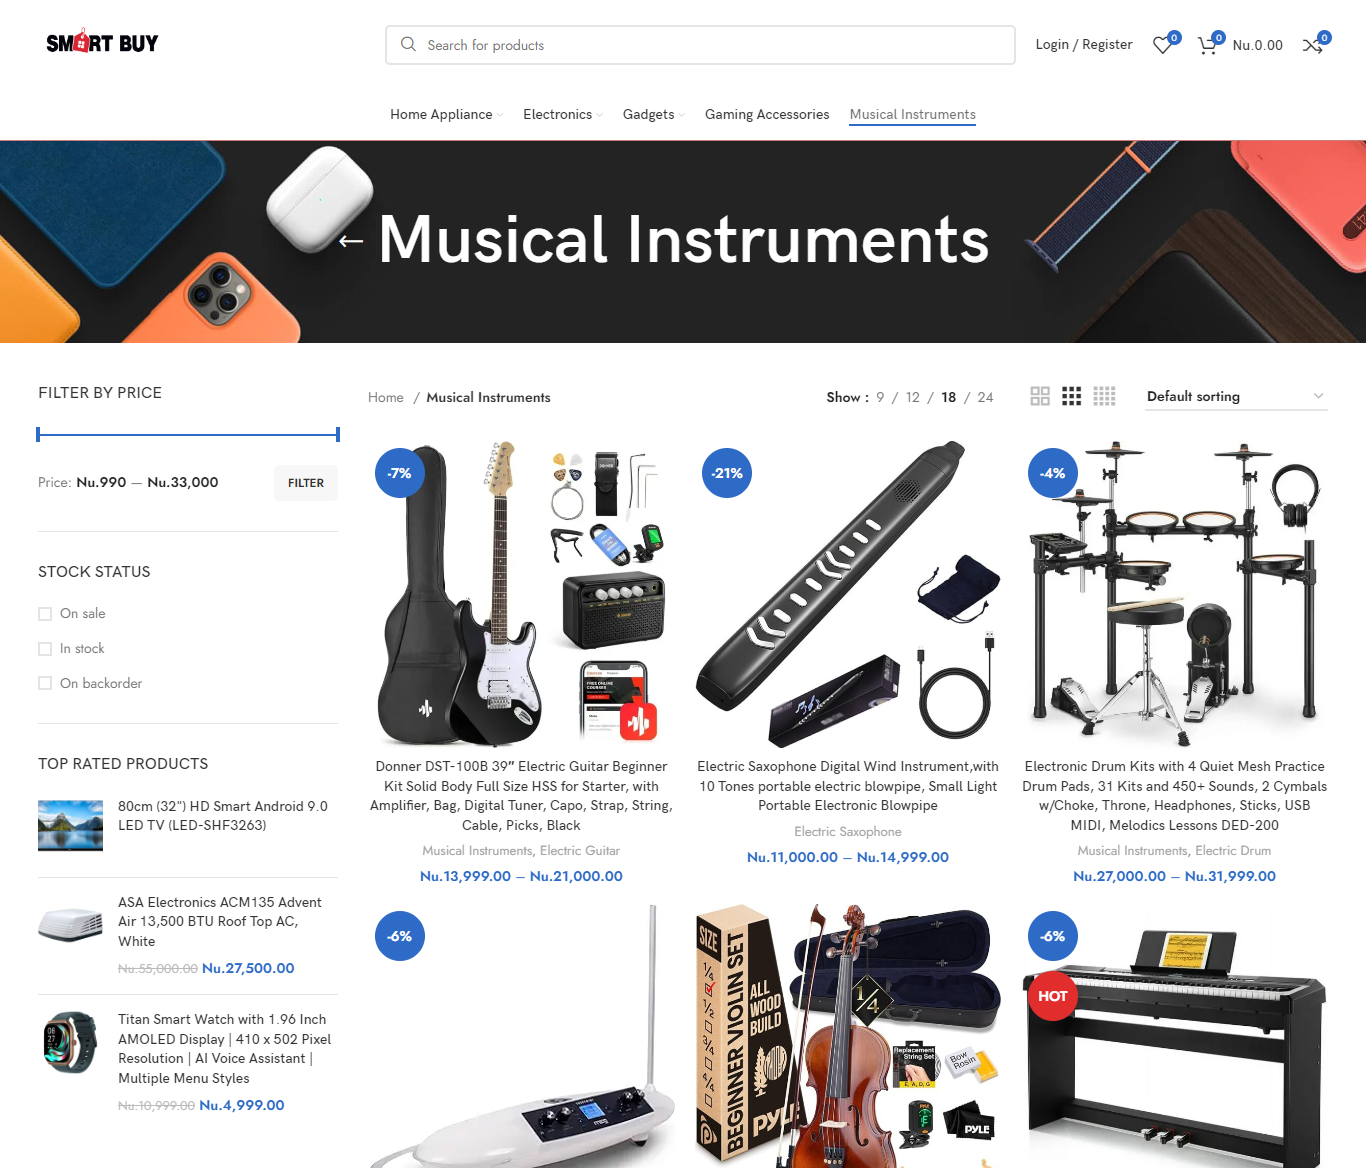 SMART BUY
Search for products
Login / Register
0
0
Nu.0.00
0
Home Appliance
Electronics
Gadgets
Gaming Accessories
Musical Instruments
← Musical Instruments
FILTER BY PRICE
Price: Nu.990 — Nu.33,000
FILTER
STOCK STATUS
On sale
In stock
On backorder
TOP RATED PRODUCTS
80cm (32") HD Smart Android 9.0
LED TV (LED-SHF3263)
ASA Electronics ACM135 Advent
Air 13,500 BTU Roof Top AC,
White
Nu.55,000.00 Nu.27,500.00
Titan Smart Watch with 1.96 Inch
AMOLED Display | 410 x 502 Pixel
Resolution | AI Voice Assistant |
Multiple Menu Styles
Nu.10,999.00 Nu.4,999.00
Home / Musical Instruments
Show : 9 / 12 / 18 / 24
Default sorting
-7%
FREE ONLINE
COURSES
Donner DST-100B 39″ Electric Guitar Beginner
Kit Solid Body Full Size HSS for Starter, with
Amplifier, Bag, Digital Tuner, Capo, Strap, String,
Cable, Picks, Black
Musical Instruments, Electric Guitar
Nu.13,999.00 – Nu.21,000.00
-21%
Electric Saxophone Digital Wind Instrument,with
10 Tones portable electric blowpipe, Small Light
Portable Electronic Blowpipe
Electric Saxophone
Nu.11,000.00 – Nu.14,999.00
-4%
Electronic Drum Kits with 4 Quiet Mesh Practice
Drum Pads, 31 Kits and 450+ Sounds, 2 Cymbals
w/Choke, Throne, Headphones, Sticks, USB
MIDI, Melodics Lessons DED-200
Musical Instruments, Electric Drum
Nu.27,000.00 – Nu.31,999.00
-6%
moog
SIZE
1/4
1/2
3/4
4/4
BEGINNER VIOLIN SET
ALL
WOOD
BUILD
PYLE
1/4
Replacement
String Set
E, A, D, G
Bow
Rosin
PYLE
-6%
HOT